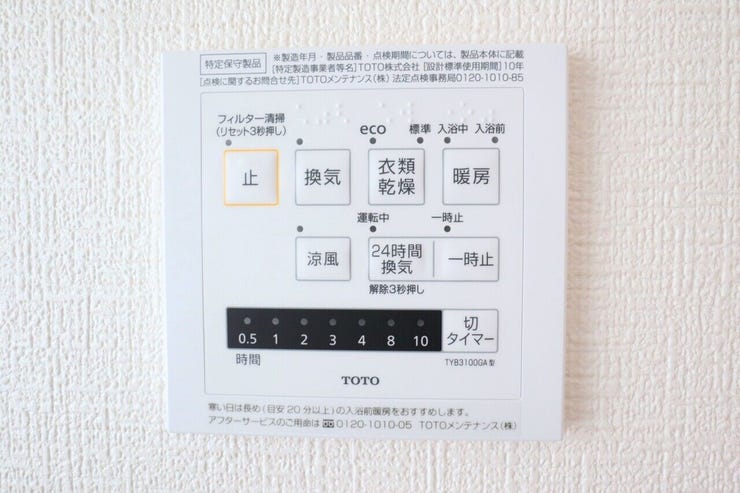 特定保守製品
※製造年月・製品品番・点検期間については、製品本体に記載
[特定製造事業者等名]TOTO株式会社 [設計標準使用期間]10年
[点検に関するお問合せ先]TOTOメンテナンス(株) 法定点検事務局0120-1010-85
フィルター清掃
(リセット3秒押し)
eco 標準 入浴中 入浴前
止 換気 衣類乾燥 暖房
運転中 一時止
涼風 24時間換気 一時止
解除3秒押し
0.5 1 2 3 4 8 10
切タイマー
時間
TYB3100GA型
TOTO
寒い日は長め(目安20分以上)の入浴前暖房をおすすめします。
アフターサービスのご用命は 0120-1010-05 TOTOメンテナンス(株)